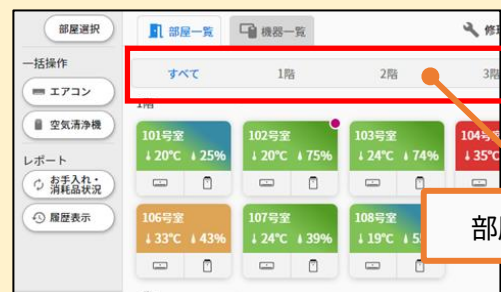 部屋選択
部屋一覧
機器一覧
一括操作
エアコン
空気清浄機
レポート
お手入れ・
消耗品状況
履歴表示
すべて
1階
2階
3階
1階
101号室
↓20°C ↓25%
102号室
↓20°C ↓75%
103号室
↓24°C ↓74%
↓35°C
106号室
↓33°C ↓43%
107号室
↓24°C ↓39%
108号室
↓19°C
部